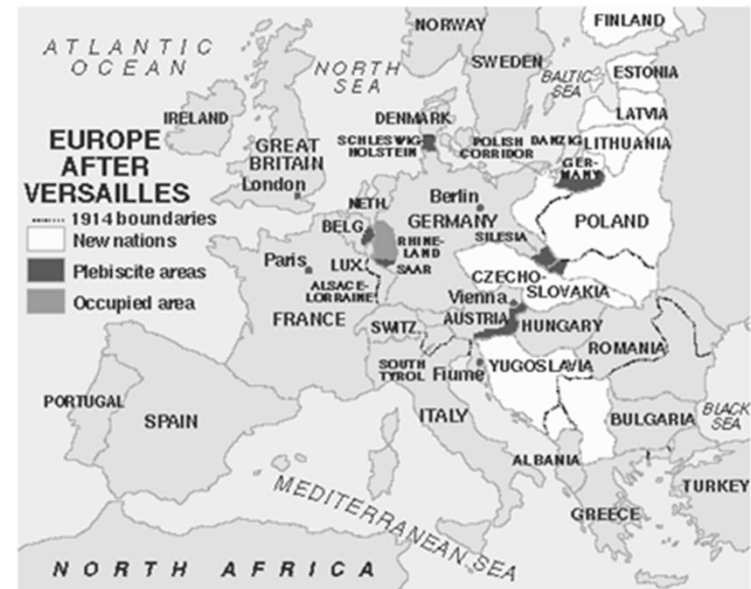 NORWAY
FINLAND
ATLANTIC
OCEAN
NORTH
SEA
SWEDEN
BALTIC
SEA
ESTONIA
LATVIA
IRELAND
DENMARK
SCHLESWIG
HOLSTEIN
POLISH
CORRIDOR
DANZIG
LITHUANIA
EUROPE
AFTER
VERSAILLES
GREAT
BRITAIN
London
GER-
MANY
1914 boundaries
New nations
Plebiscite areas
Occupied area
NETH.
Berlin
GERMANY
POLAND
BELG
RHINE-
LAND
SILESIA
Paris
LUX.
SAAR
ALSACE-
LORRAINE
CZECHO-
SLOVAKIA
Vienna
FRANCE
SWITZ
AUSTRIA
HUNGARY
ROMANIA
SOUTH
TYROL
Fiume
YUGOSLAVIA
PORTUGAL
SPAIN
ITALY
BULGARIA
BLACK
SEA
ALBANIA
MEDITERRANEAN SEA
TURKEY
GREECE
NORTH AFRICA